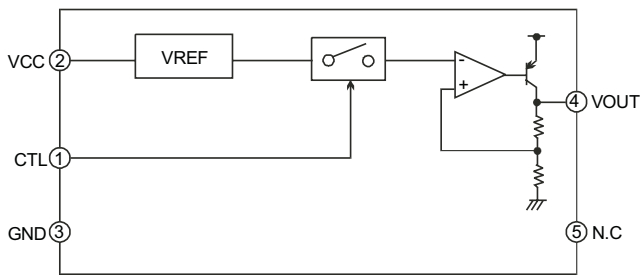 VCC 2 VREF
- 
+
4 VOUT
CTL 1
GND 3
5 N.C